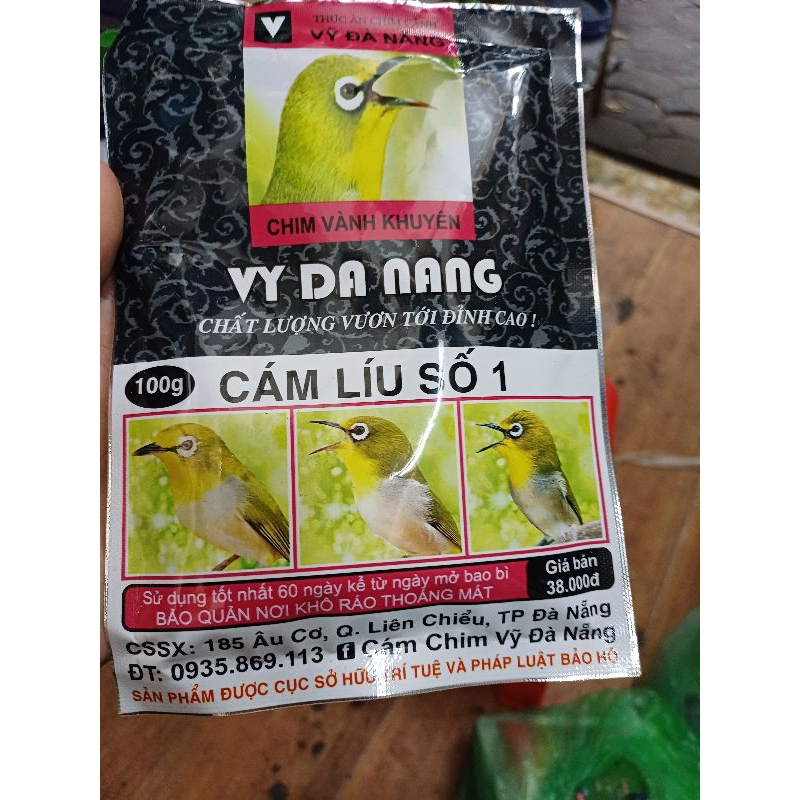 V
THỨC ĂN CHIM CẢNH
VỸ ĐÀ NẴNG
CHIM VÀNH KHUYÊN
VY DA NANG
CHẤT LƯỢNG VƯƠN TỚI ĐỈNH CAO !
100g
CÁM LÍU SỐ 1
Sử dụng tốt nhất 60 ngày kể từ ngày mở bao bì
BẢO QUẢN NƠI KHÔ RÁO THOÁNG MÁT
Giá bán
38.000đ
CSSX: 185 Âu Cơ, Q. Liên Chiểu, TP Đà Nẵng
ĐT: 0935.869.113 f Cám Chim Vỹ Đà Nẵng
SẢN PHẨM ĐƯỢC CỤC SỞ HỮU TRÍ TUỆ VÀ PHÁP LUẬT BẢO HỘ